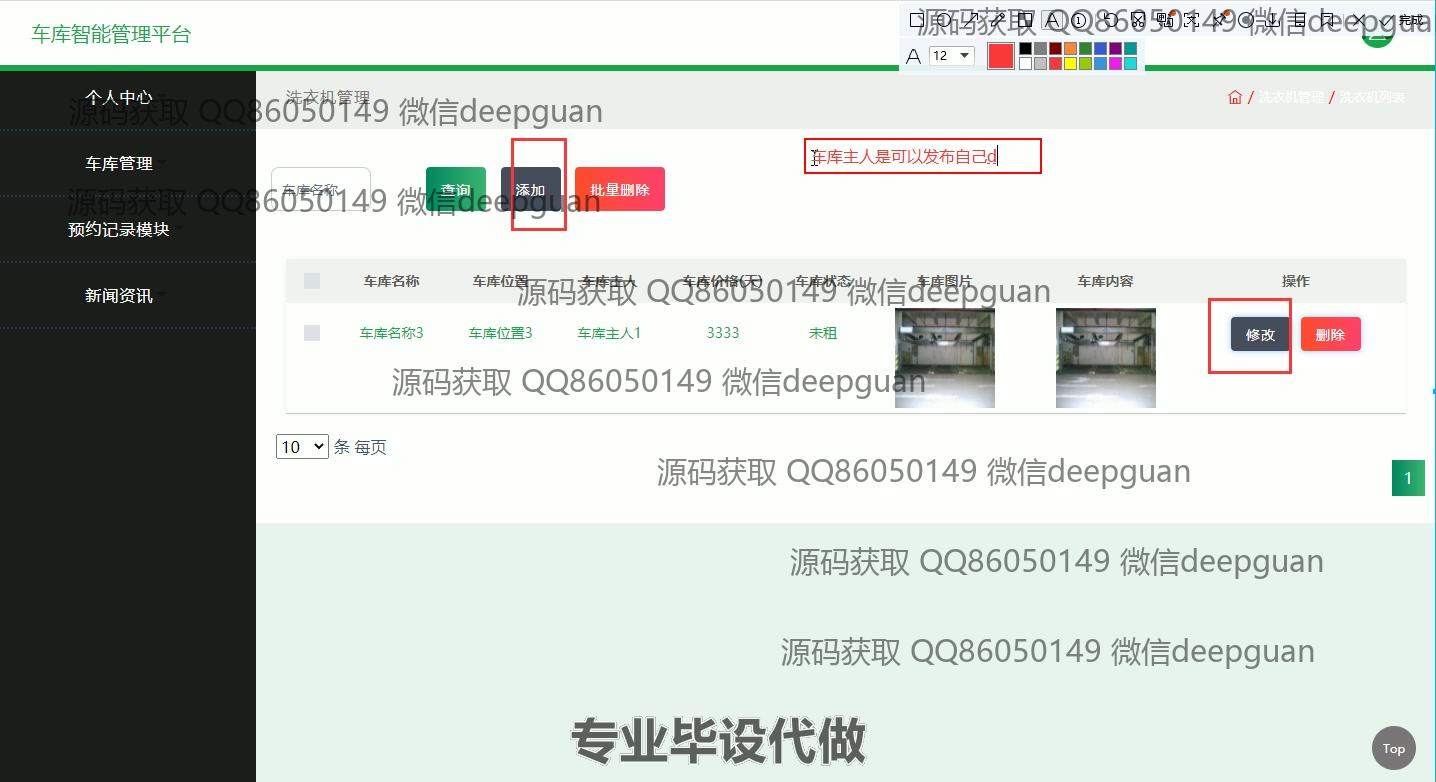 车库智能管理平台
源码获取 QQ86050149 微信deepguan
完成
A 12
个人中心
洗衣机管理
/ 洗衣机管理 / 洗衣机列表
源码获取 QQ86050149 微信deepguan
车库管理
车库主人是可以发布自己d
车库名称
查询
添加
批量删除
源码获取 QQ86050149 微信deepguan
预约记录模块
新闻资讯
车库名称 车库位置 车库主人 车库价格(天) 车库状态 车库图片 车库内容 操作
源码获取 QQ86050149 微信deepguan
车库名称3 车库位置3 车库主人1 3333 未租 修改 删除
源码获取 QQ86050149 微信deepguan
10 条 每页
源码获取 QQ86050149 微信deepguan
1
源码获取 QQ86050149 微信deepguan
源码获取 QQ86050149 微信deepguan
专业毕设代做
Top